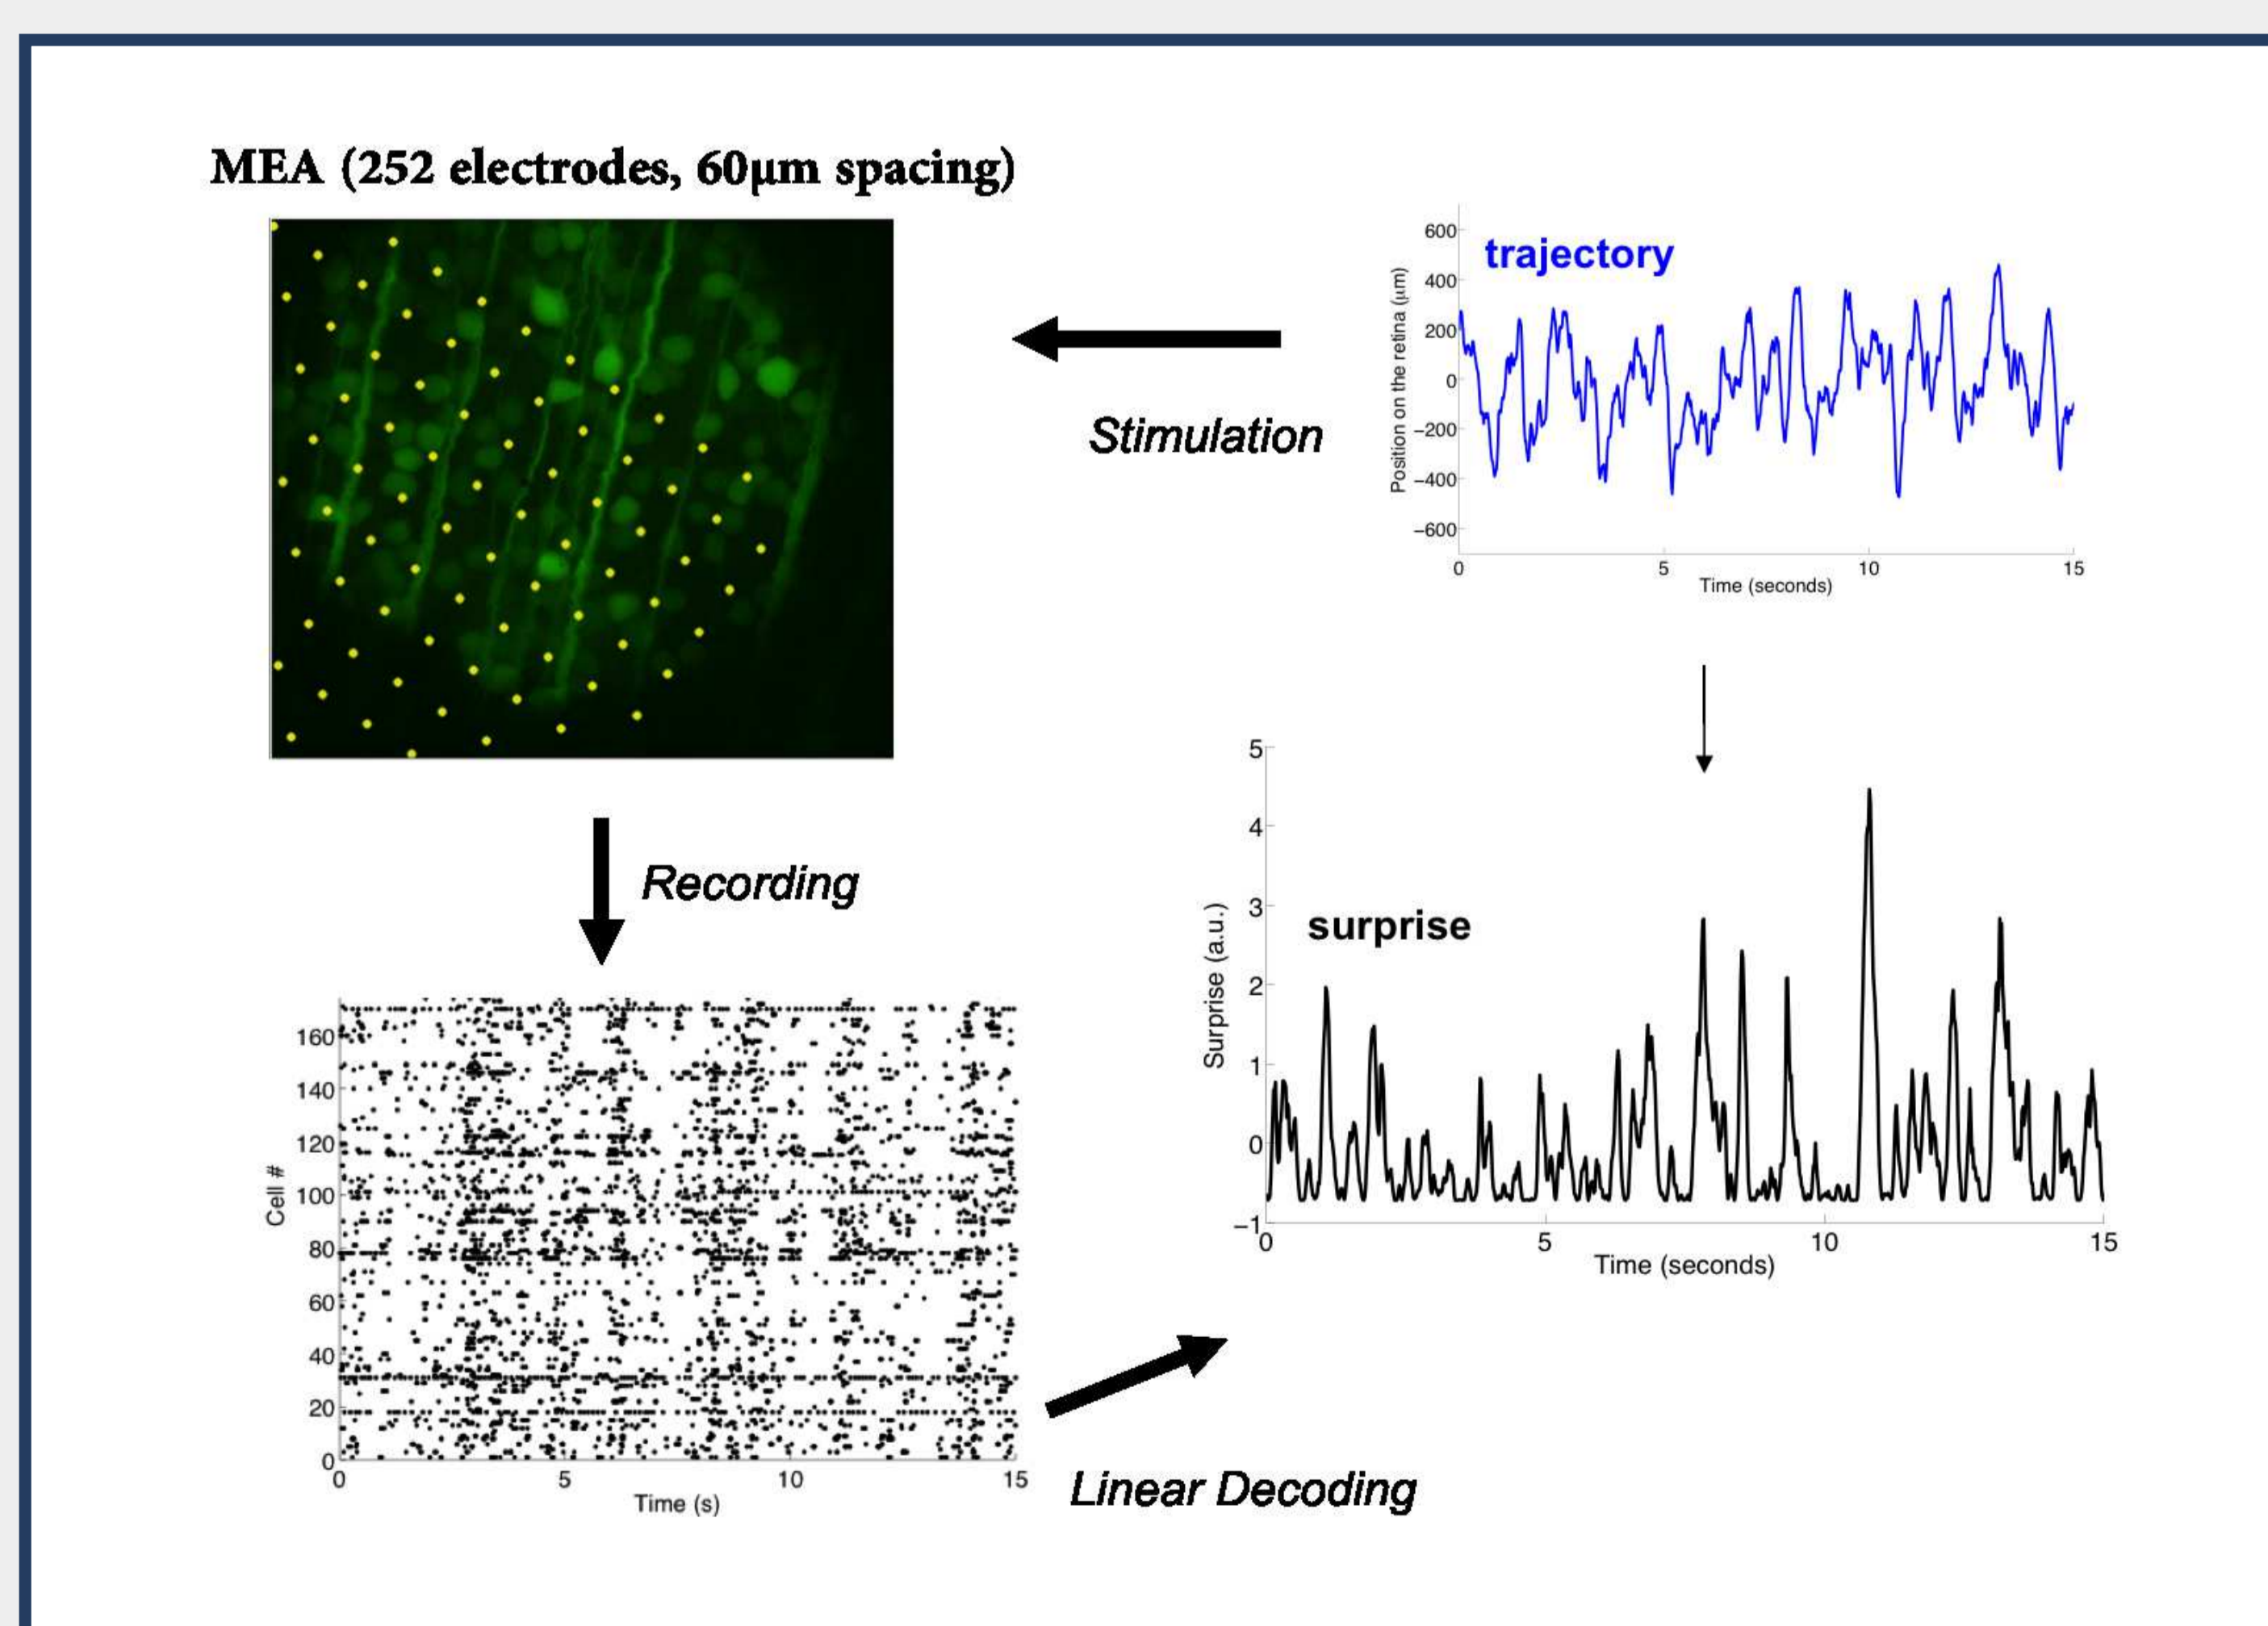 MEA (252 electrodes, 60µm spacing)
trajectory
Position on the retina (µm)
600
400
200
0
−200
−400
−600
0
5
10
15
Time (seconds)
Stimulation
Recording
surprise
Surprise (a.u.)
5
4
3
2
1
0
−1
0
5
10
15
Time (seconds)
Cell #
160
140
120
100
80
60
40
20
0
0
5
10
15
Time (s)
Linear Decoding